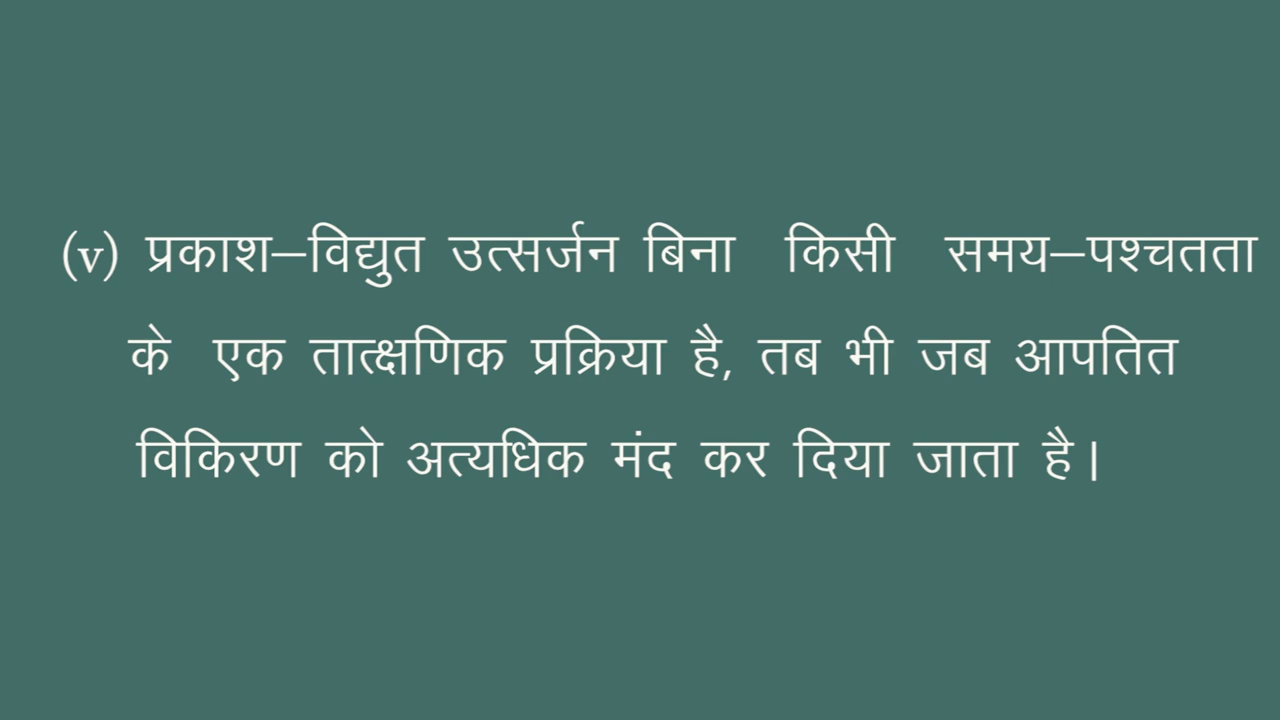 (v) प्रकाश–विद्युत उत्सर्जन बिना किसी समय–पश्चतता
के एक तात्क्षणिक प्रक्रिया है, तब भी जब आपतित
विकिरण को अत्यधिक मंद कर दिया जाता है।